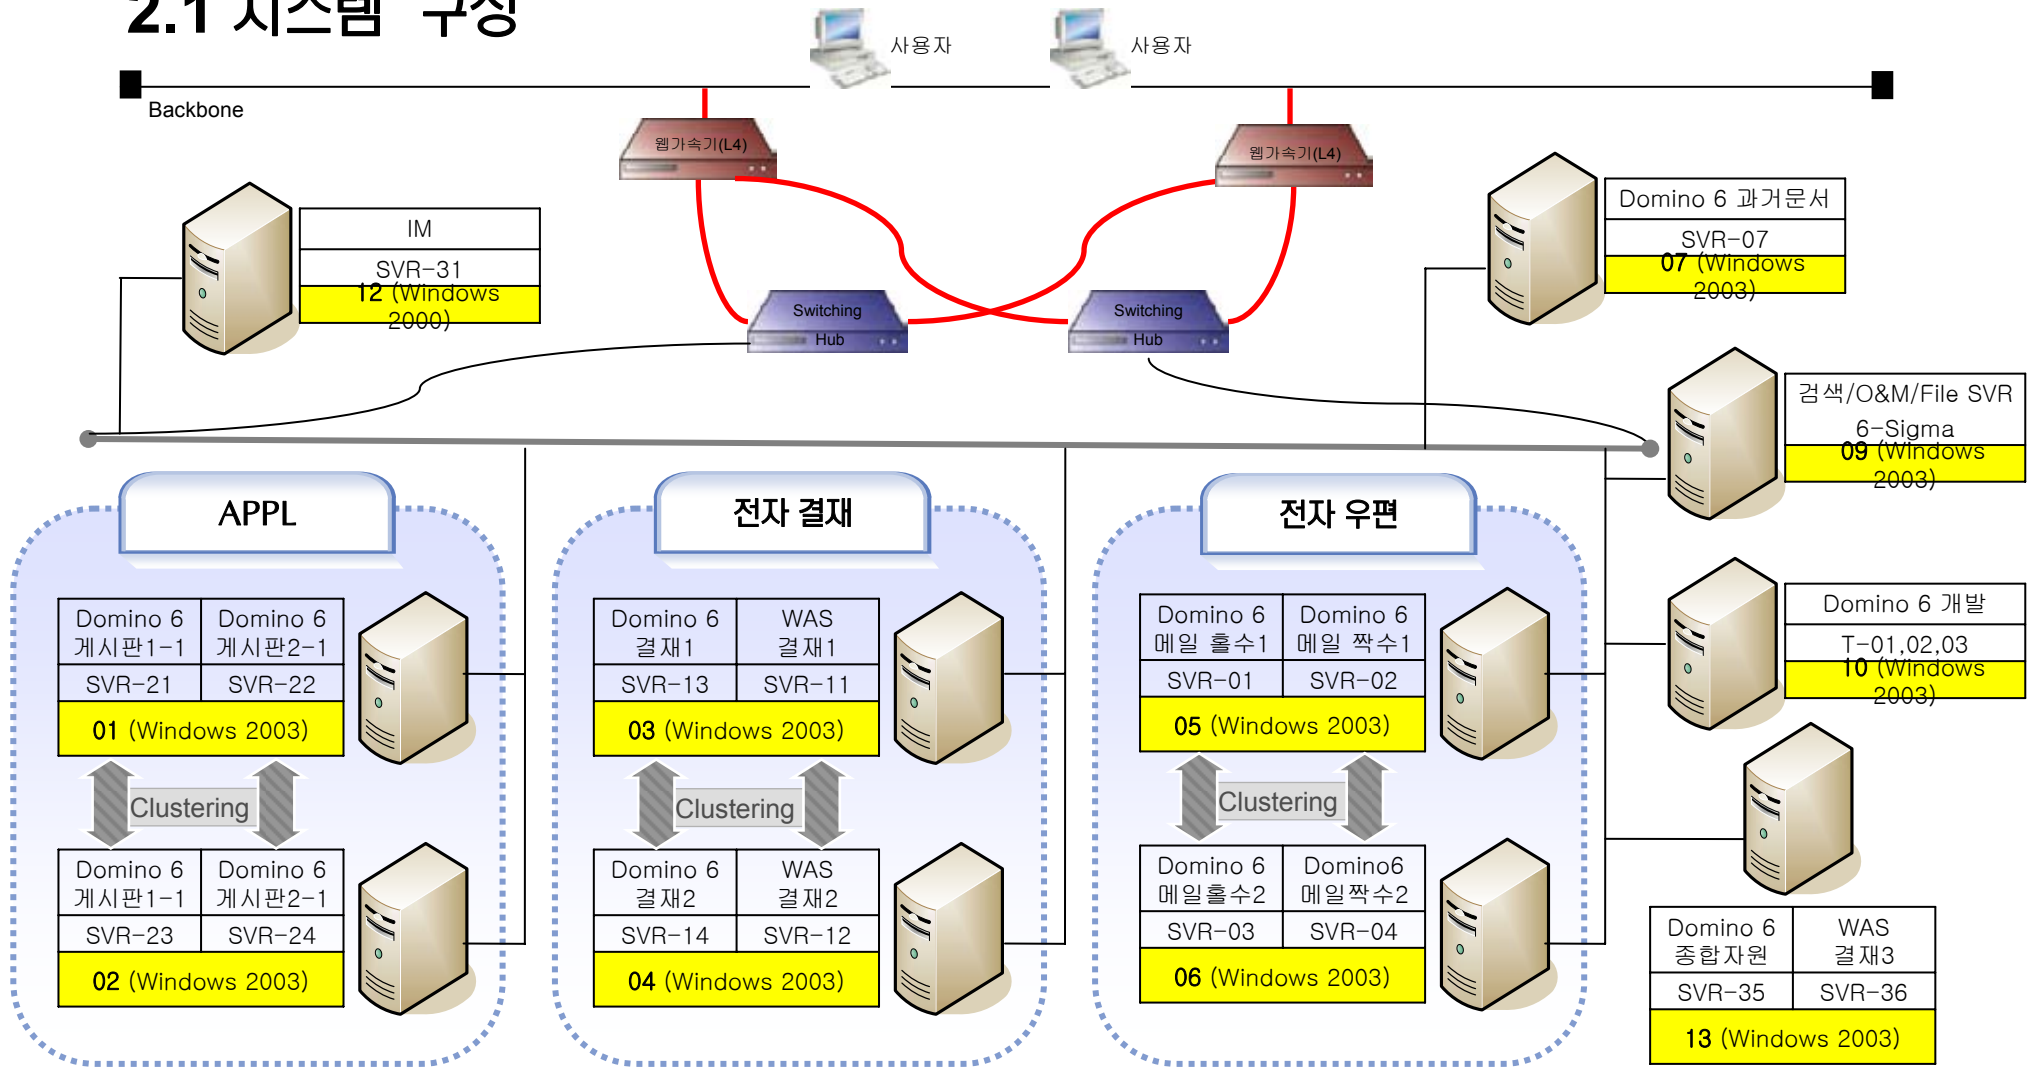 2.1 시스템 구성
사용자
사용자
Backbone
웹가속기(L4)
웹가속기(L4)
IM
SVR-31
12 (Windows
2000)
Switching
Hub
Switching
Hub
Domino 6 과거문서
SVR-07
07 (Windows
2003)
검색/O&M/File SVR
6-Sigma
09 (Windows
2003)
Domino 6 개발
T-01,02,03
10 (Windows
2003)
APPL
Domino 6
게시판1-1
Domino 6
게시판2-1
SVR-21
SVR-22
01 (Windows 2003)
Clustering
Domino 6
게시판1-1
Domino 6
게시판2-1
SVR-23
SVR-24
02 (Windows 2003)
전자 결재
Domino 6
결재1
WAS
결재1
SVR-13
SVR-11
03 (Windows 2003)
Clustering
Domino 6
결재2
WAS
결재2
SVR-14
SVR-12
04 (Windows 2003)
전자 우편
Domino 6
메일 홀수1
Domino 6
메일 짝수1
SVR-01
SVR-02
05 (Windows 2003)
Clustering
Domino 6
메일홀수2
Domino6
메일짝수2
SVR-03
SVR-04
06 (Windows 2003)
Domino 6
종합자원
WAS
결재3
SVR-35
SVR-36
13 (Windows 2003)